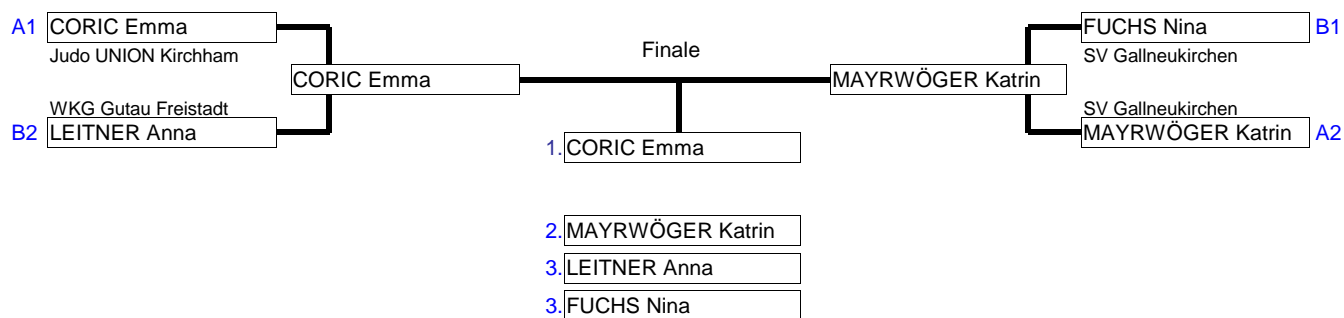 A1 CORIC Emma
Judo UNION Kirchham
WKG Gutau Freistadt
B2 LEITNER Anna
CORIC Emma
Finale
MAYRWÖGER Katrin
FUCHS Nina B1
SV Gallneukirchen
SV Gallneukirchen
MAYRWÖGER Katrin A2
1. CORIC Emma
2. MAYRWÖGER Katrin
3. LEITNER Anna
3. FUCHS Nina